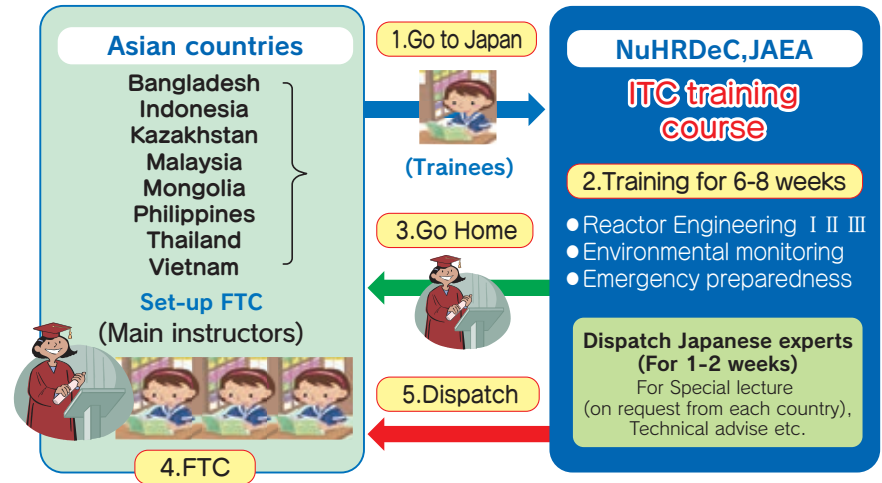 Asian countries
Bangladesh
Indonesia
Kazakhstan
Malaysia
Mongolia
Philippines
Thailand
Vietnam
Set-up FTC
(Main instructors)
4.FTC
1.Go to Japan
(Trainees)
3.Go Home
5.Dispatch
NuHRDeC,JAEA
ITC training
course
2.Training for 6-8 weeks
●Reactor Engineering Ⅰ Ⅱ Ⅲ
●Environmental monitoring
●Emergency preparedness
Dispatch Japanese experts
(For 1-2 weeks)
For Special lecture
(on request from each country),
Technical advise etc.